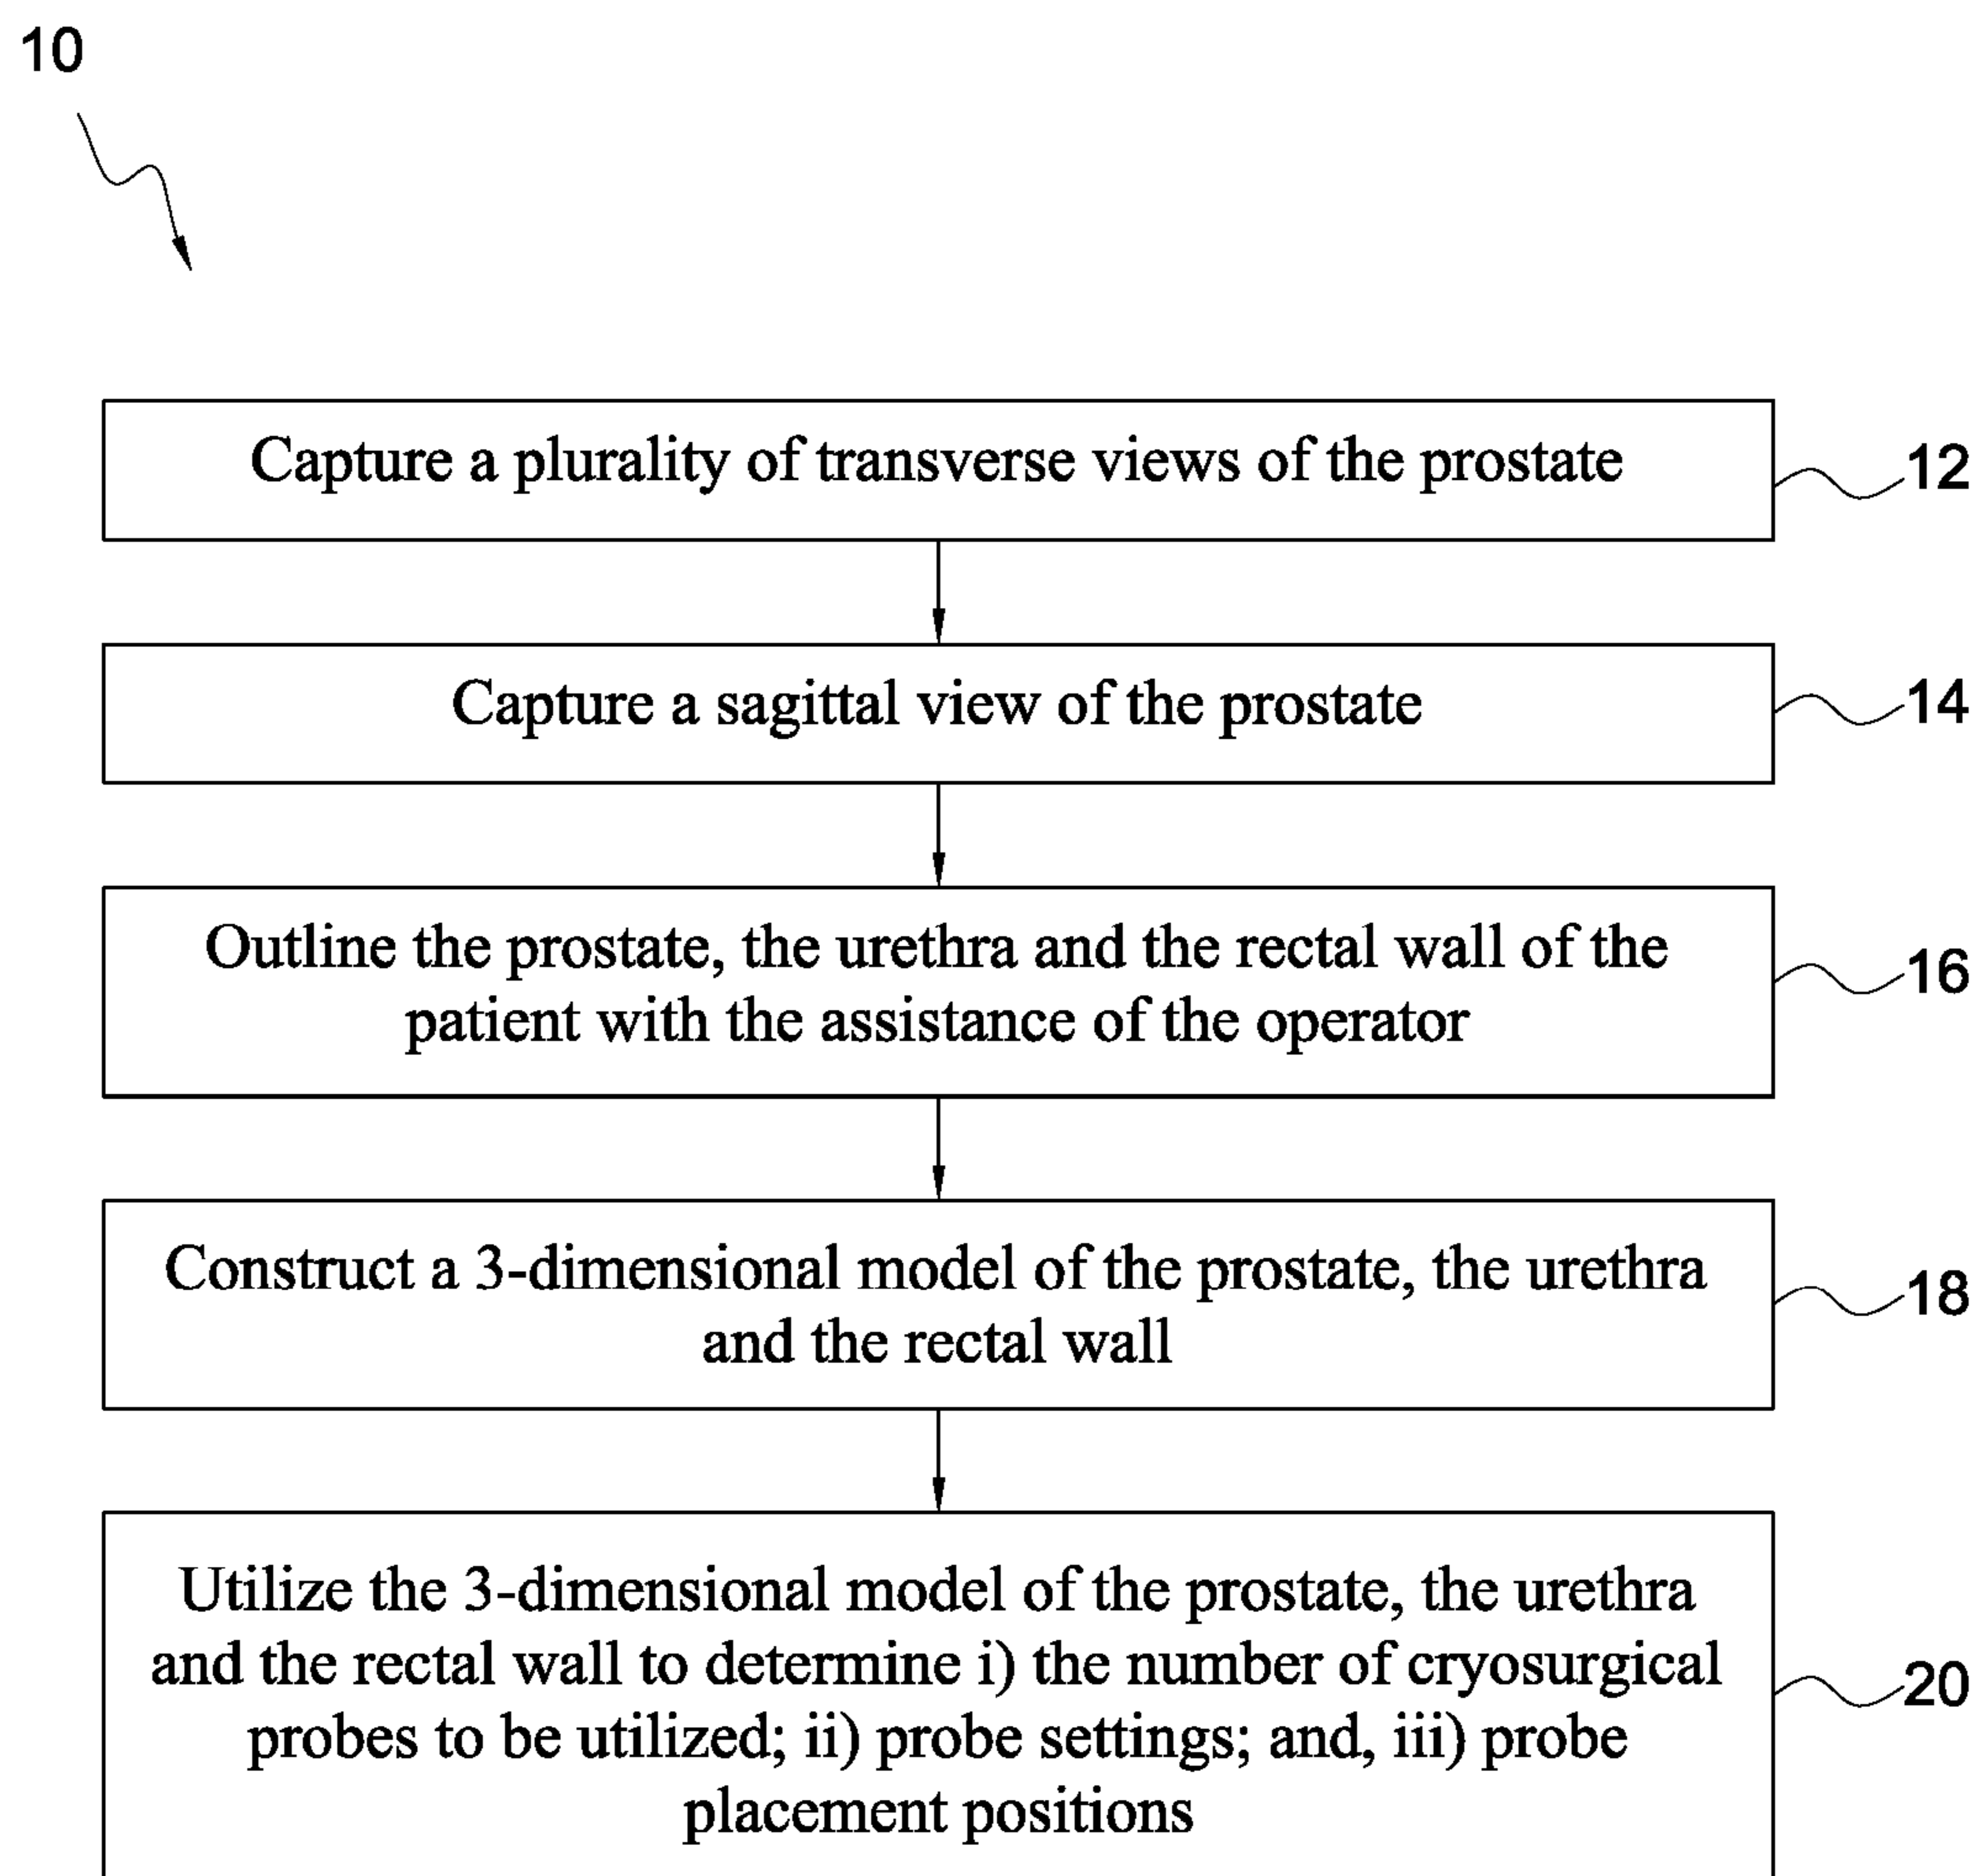 10
Capture a plurality of transverse views of the prostate
12
Capture a sagittal view of the prostate
14
Outline the prostate, the urethra and the rectal wall of the
patient with the assistance of the operator
16
Construct a 3-dimensional model of the prostate, the urethra
and the rectal wall
18
Utilize the 3-dimensional model of the prostate, the urethra
and the rectal wall to determine i) the number of cryosurgical
probes to be utilized; ii) probe settings; and, iii) probe
placement positions
20